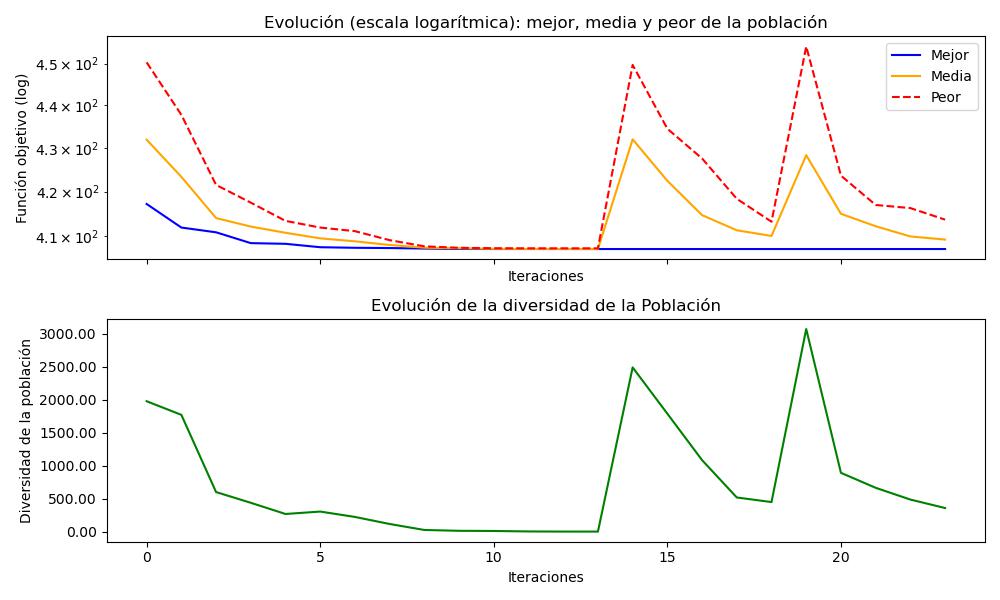 Evolución (escala logarítmica): mejor, media y peor de la población
Función objetivo (log)
4.5 × 10²
4.4 × 10²
4.3 × 10²
4.2 × 10²
4.1 × 10²
Mejor
Media
Peor
Iteraciones
Evolución de la diversidad de la Población
Diversidad de la población
3000.00
2500.00
2000.00
1500.00
1000.00
500.00
0.00
0 5 10 15 20
Iteraciones